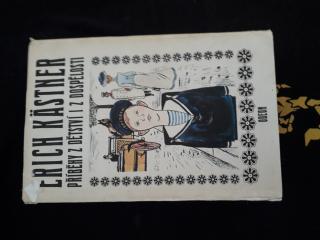 ERICH KÄSTNER
PŘÍBĚHY Z DĚTSTVÍ I Z DOSPĚLOSTI
ODEON